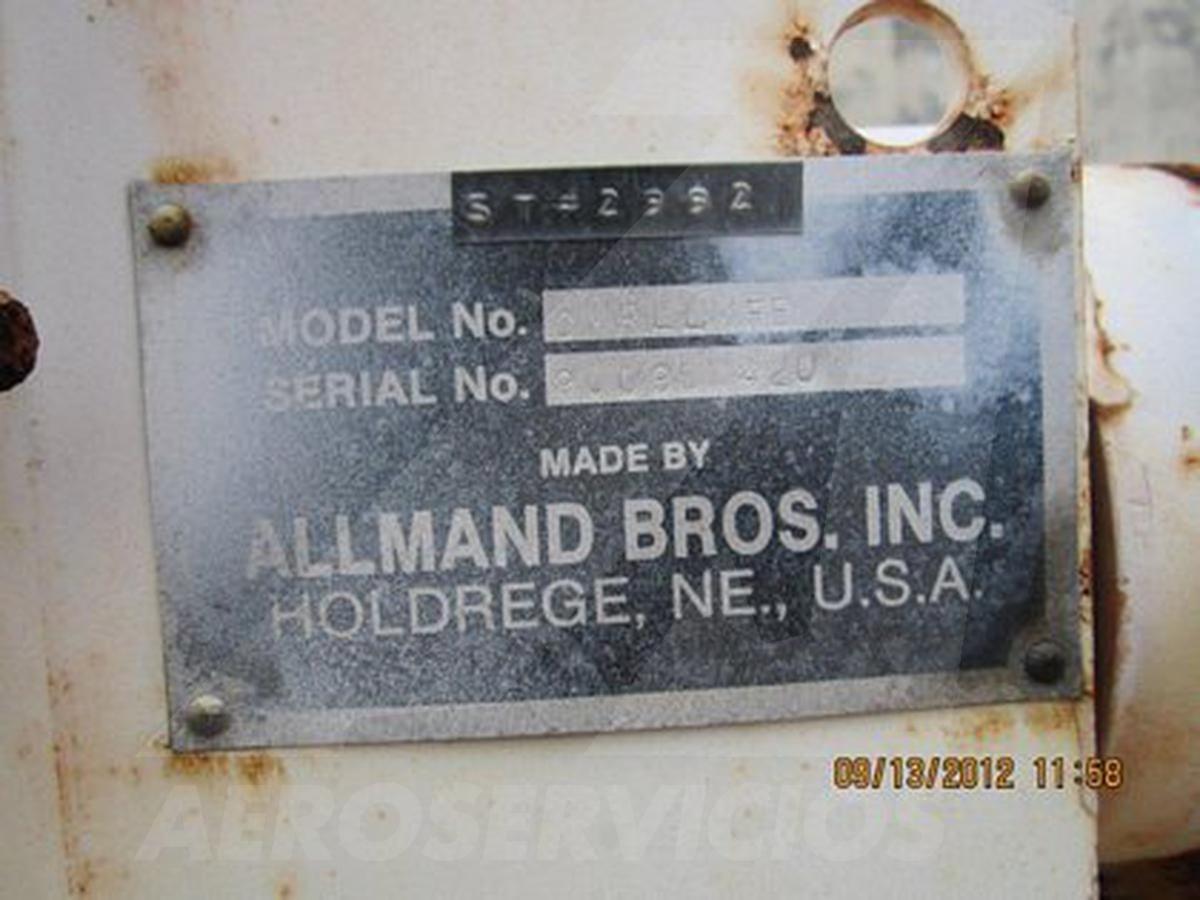 ST#2992
MODEL No.
SERIAL No.
MADE BY
ALLMAND BROS. INC.
HOLDREGE, NE., U.S.A.
09/13/2012 11:58
AEROSERVICIOS